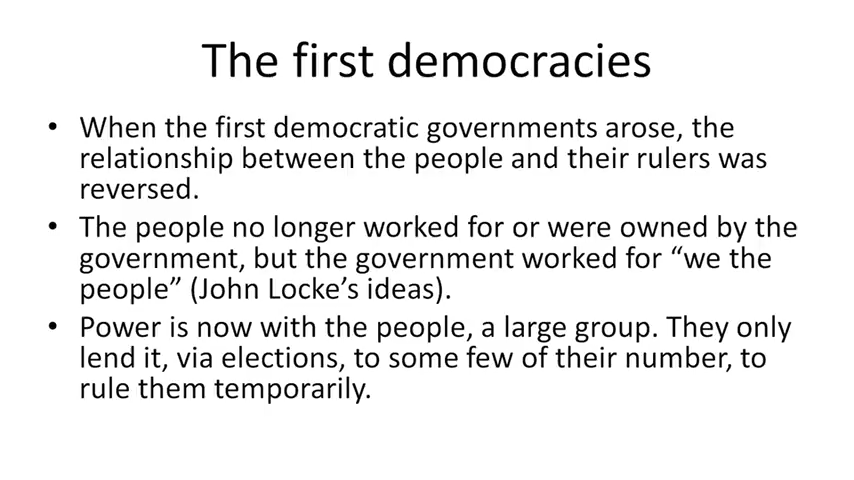 The first democracies
• When the first democratic governments arose, the
relationship between the people and their rulers was
reversed.
• The people no longer worked for or were owned by the
government, but the government worked for “we the
people” (John Locke’s ideas).
• Power is now with the people, a large group. They only
lend it, via elections, to some few of their number, to
rule them temporarily.